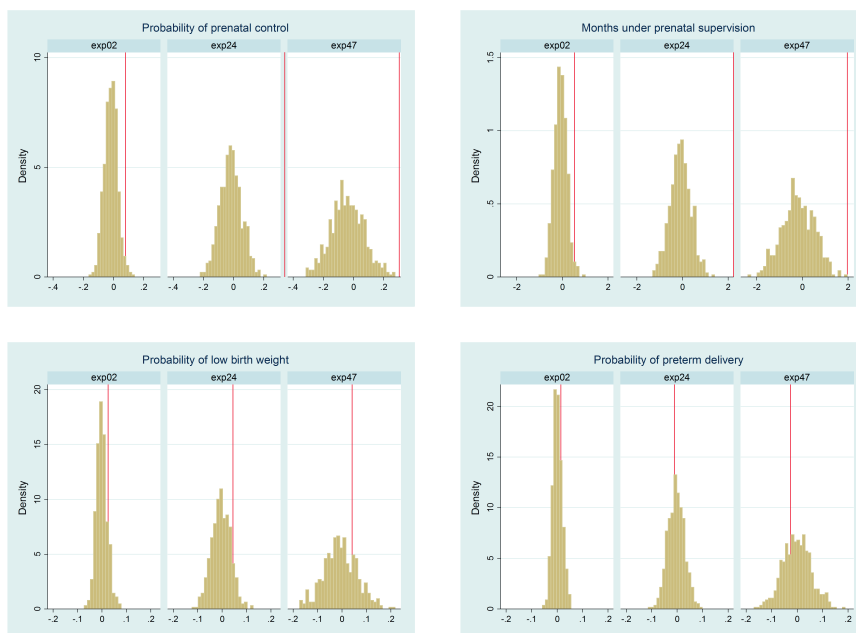 Probability of prenatal control
exp02 exp24 exp47
Density
10
5
0
-.4 -.2 0 .2 -.4 -.2 0 .2 -.4 -.2 0 .2
Months under prenatal supervision
exp02 exp24 exp47
Density
1.5
1
.5
0
-2 0 2 -2 0 2 -2 0 2
Probability of low birth weight
exp02 exp24 exp47
Density
20
15
10
5
0
-.2 -.1 0 .1 .2 -.2 -.1 0 .1 .2 -.2 -.1 0 .1 .2
Probability of preterm delivery
exp02 exp24 exp47
Density
20
15
10
5
0
-.2 -.1 0 .1 .2 -.2 -.1 0 .1 .2 -.2 -.1 0 .1 .2